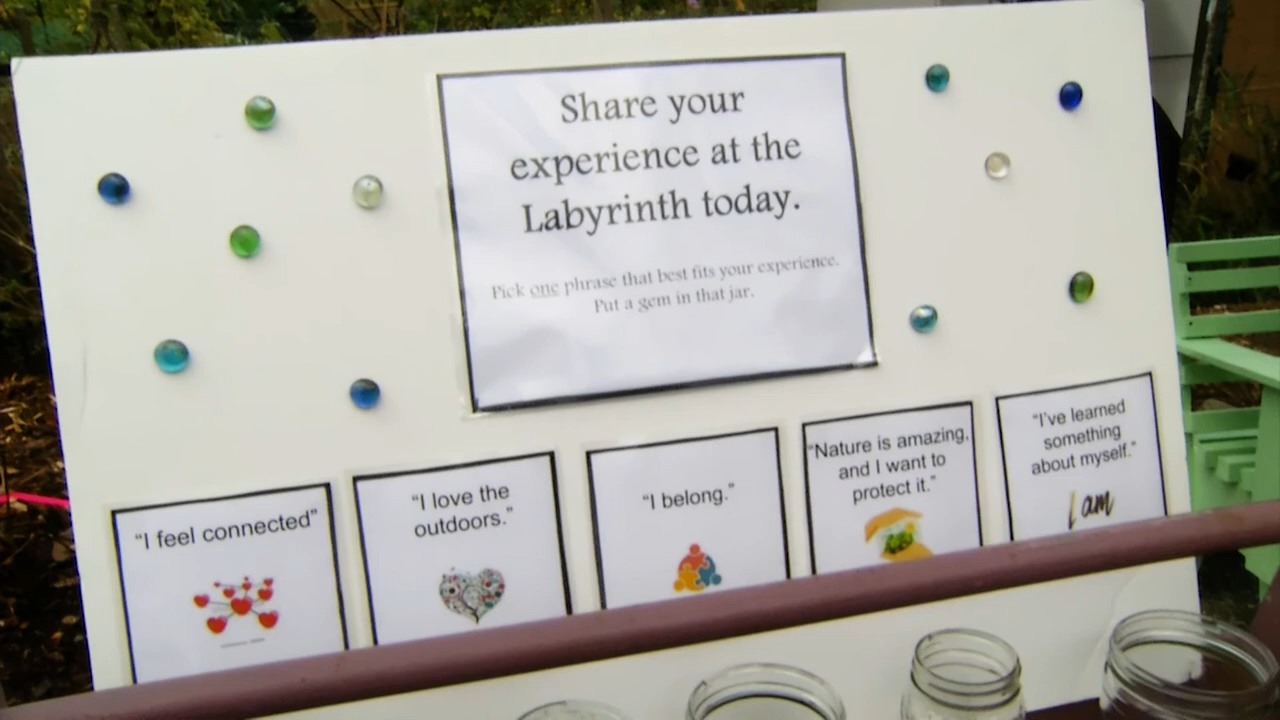 Share your
experience at the
Labyrinth today.
Pick one phrase that best fits your experience.
Put a gem in that jar.
"I feel connected"
"I love the
outdoors."
"I belong."
"Nature is amazing,
and I want to
protect it."
"I've learned
something
about myself."
I am